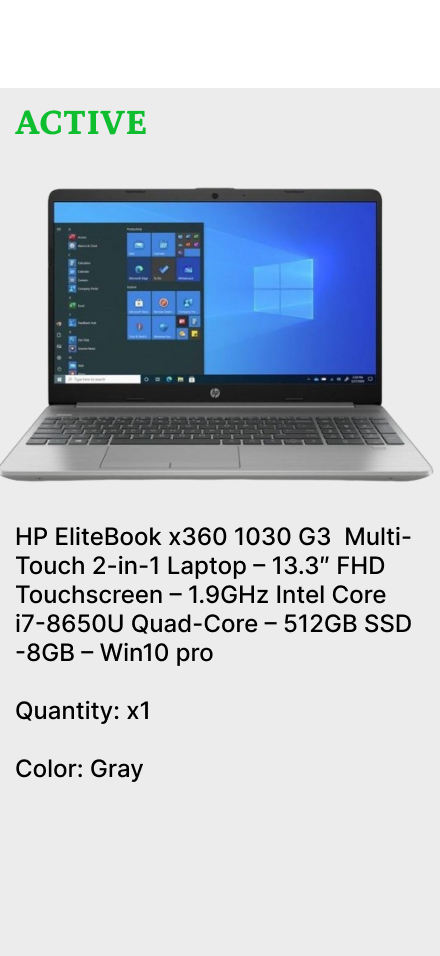 ACTIVE
hp
HP EliteBook x360 1030 G3  Multi-
Touch 2-in-1 Laptop – 13.3″ FHD
Touchscreen – 1.9GHz Intel Core
i7-8650U Quad-Core – 512GB SSD
-8GB – Win10 pro
Quantity: x1
Color: Gray